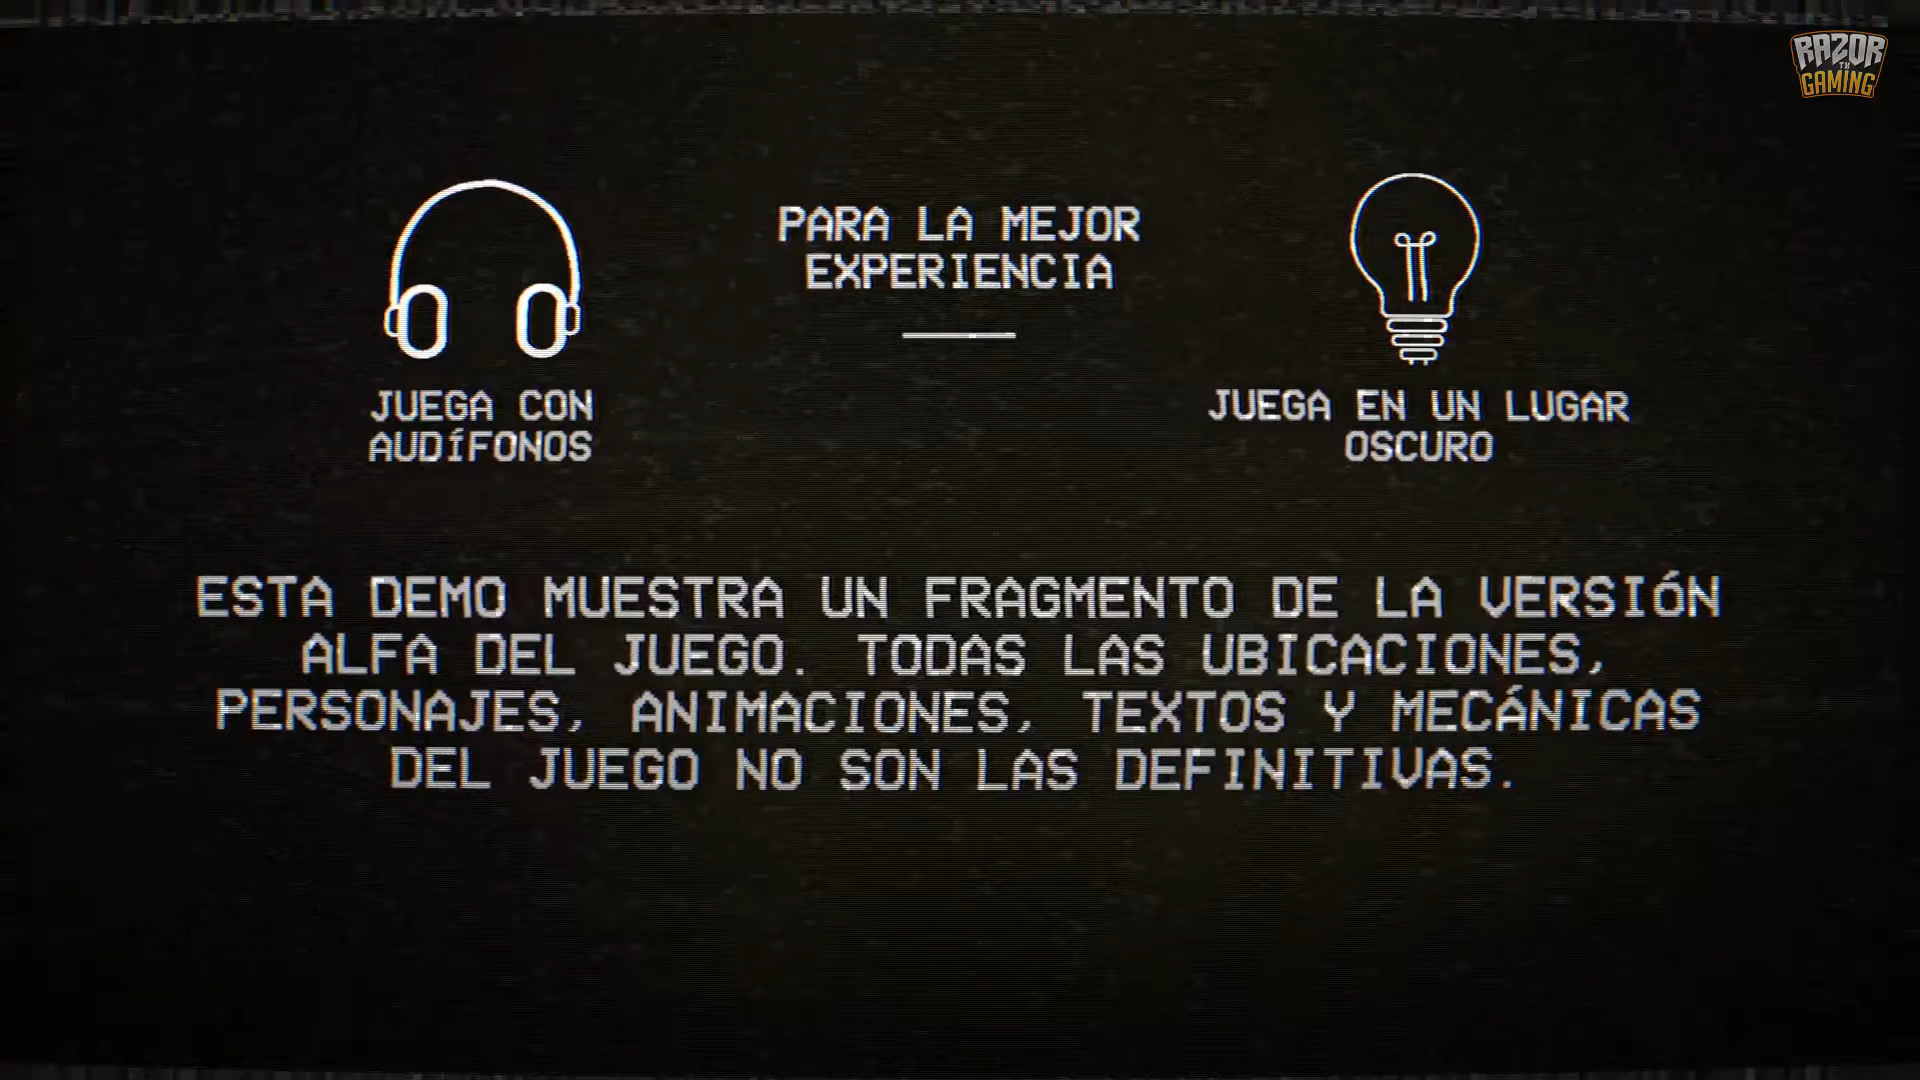 RAZOR
TM
GAMING
PARA LA MEJOR
EXPERIENCIA
JUEGA CON
AUDÍFONOS
JUEGA EN UN LUGAR
OSCURO
ESTA DEMO MUESTRA UN FRAGMENTO DE LA VERSIÓN
ALFA DEL JUEGO. TODAS LAS UBICACIONES,
PERSONAJES, ANIMACIONES, TEXTOS Y MECÁNICAS
DEL JUEGO NO SON LAS DEFINITIVAS.